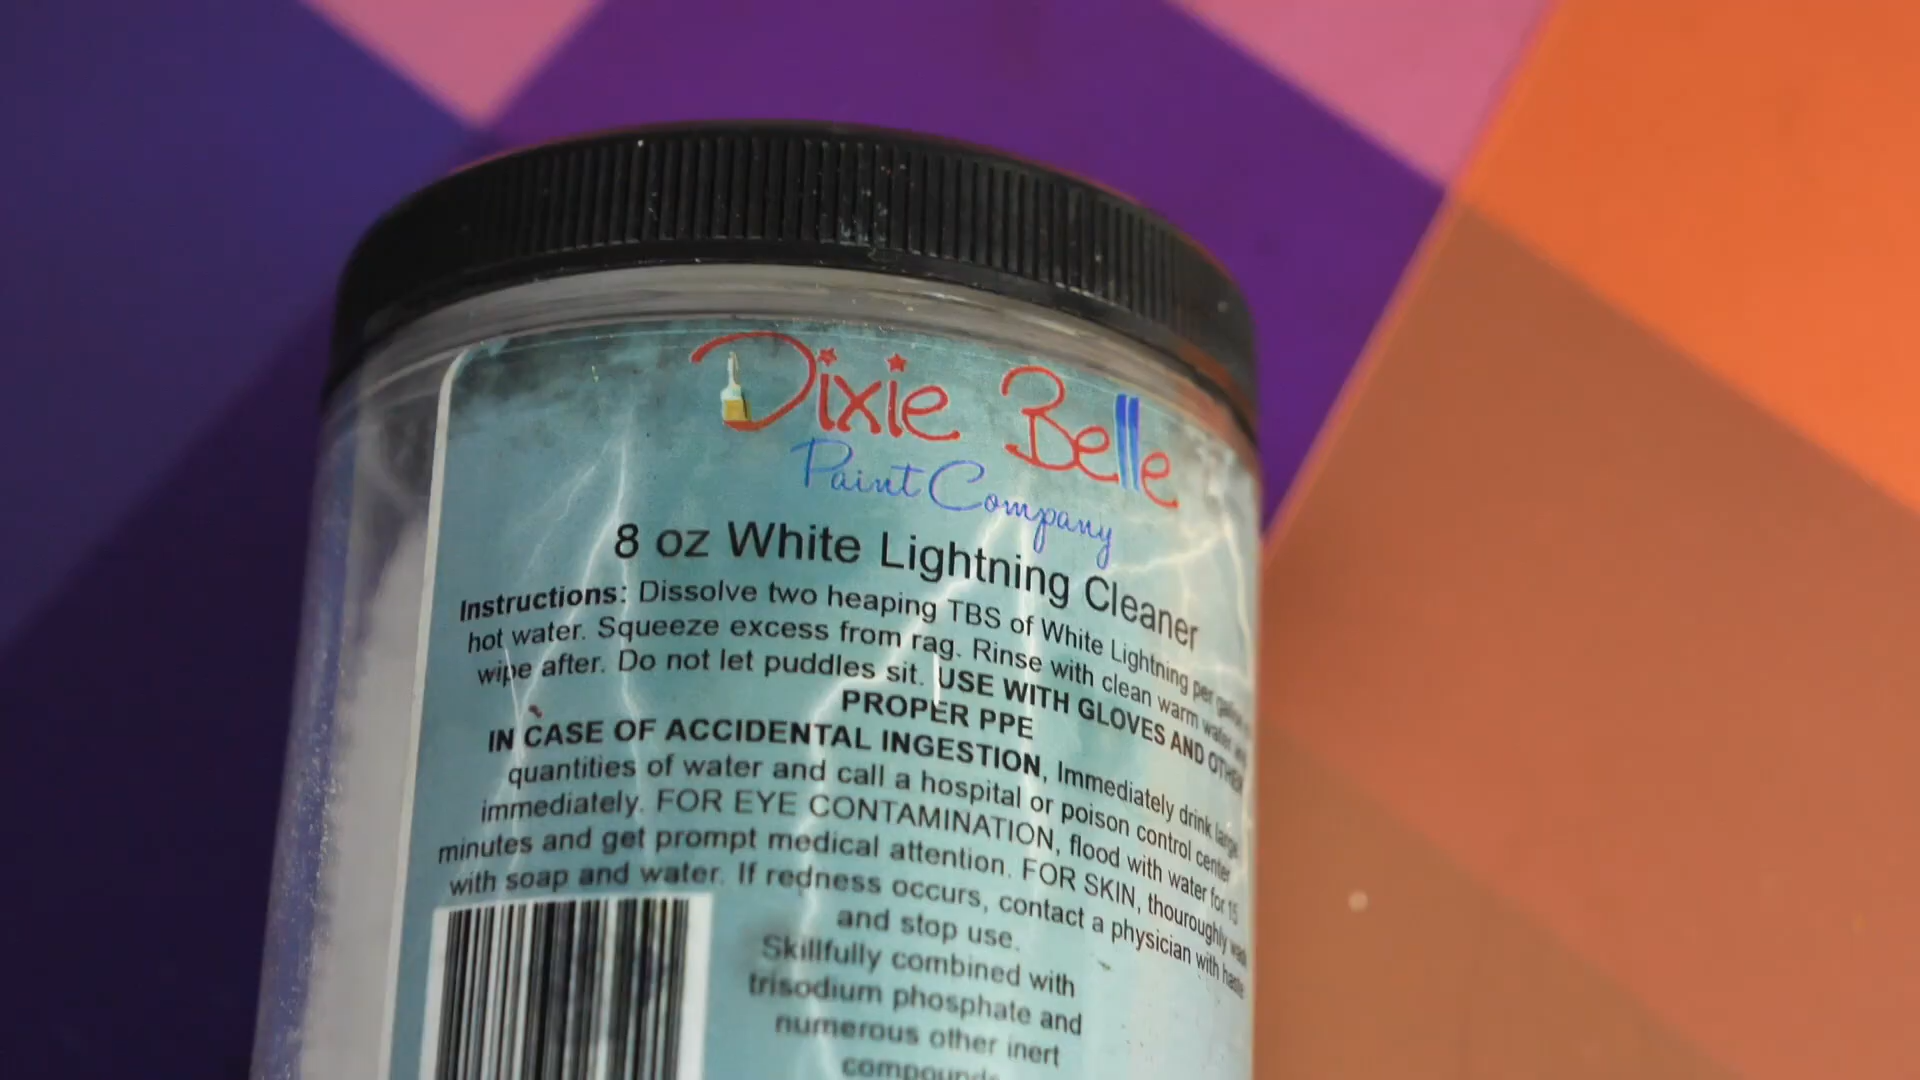 Dixie Belle
Paint Company
8 oz White Lightning Cleaner
Instructions: Dissolve two heaping TBS of White Lightning per gallon
hot water. Squeeze excess from rag. Rinse with clean warm water and
wipe after. Do not let puddles sit. USE WITH GLOVES AND OTHER
PROPER PPE
IN CASE OF ACCIDENTAL INGESTION, Immediately drink large
quantities of water and call a hospital or poison control center
immediately. FOR EYE CONTAMINATION, flood with water for 15
minutes and get prompt medical attention. FOR SKIN, thouroughly wash
with soap and water. If redness occurs, contact a physician with haste
and stop use.
Skillfully combined with
trisodium phosphate and
numerous other inert
compounds